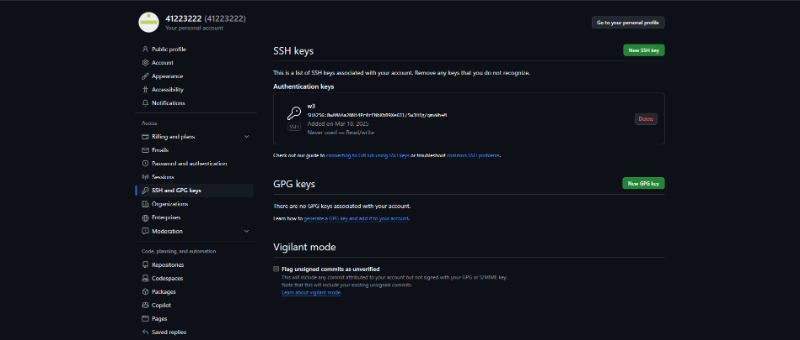 41223222 (41223222)
Your personal account
Go to your personal profile
Public profile
Account
Appearance
Accessibility
Notifications
Access
Billing and plans
Emails
Password and authentication
Sessions
SSH and GPG keys
Organizations
Enterprises
Moderation
Code, planning, and automation
Repositories
Codespaces
Packages
Copilot
Pages
Saved replies
SSH keys
New SSH key
This is a list of SSH keys associated with your account. Remove any keys that you do not recognize.
Authentication keys
w3
SSH
Added on Mar 18, 2025
Never used — Read/write
Delete
Check out our guide to connecting to GitHub using SSH keys or troubleshoot common SSH problems.
GPG keys
New GPG key
There are no GPG keys associated with your account.
Learn how to generate a GPG key and add it to your account.
Vigilant mode
Flag unsigned commits as unverified
This will include any commit attributed to your account but not signed with your GPG or S/MIME key.
Note that this will include your existing unsigned commits.
Learn about vigilant mode.